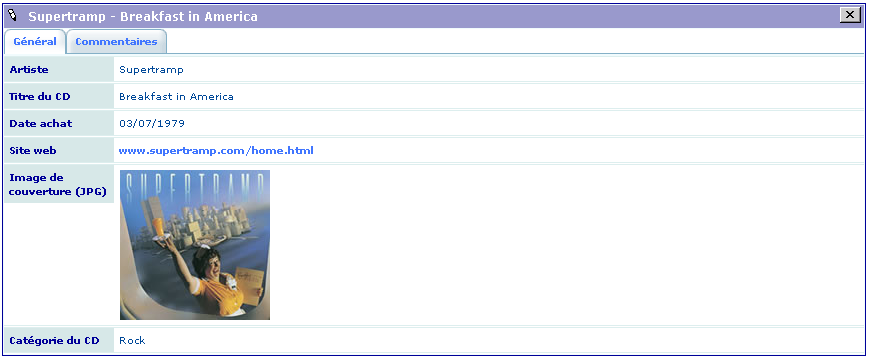 Supertramp - Breakfast in America
Général Commentaires
Artiste Supertramp
Titre du CD Breakfast in America
Date achat 03/07/1979
Site web www.supertramp.com/home.html
Image de
couverture (JPG)
SUPERTRAMP
Catégorie du CD Rock